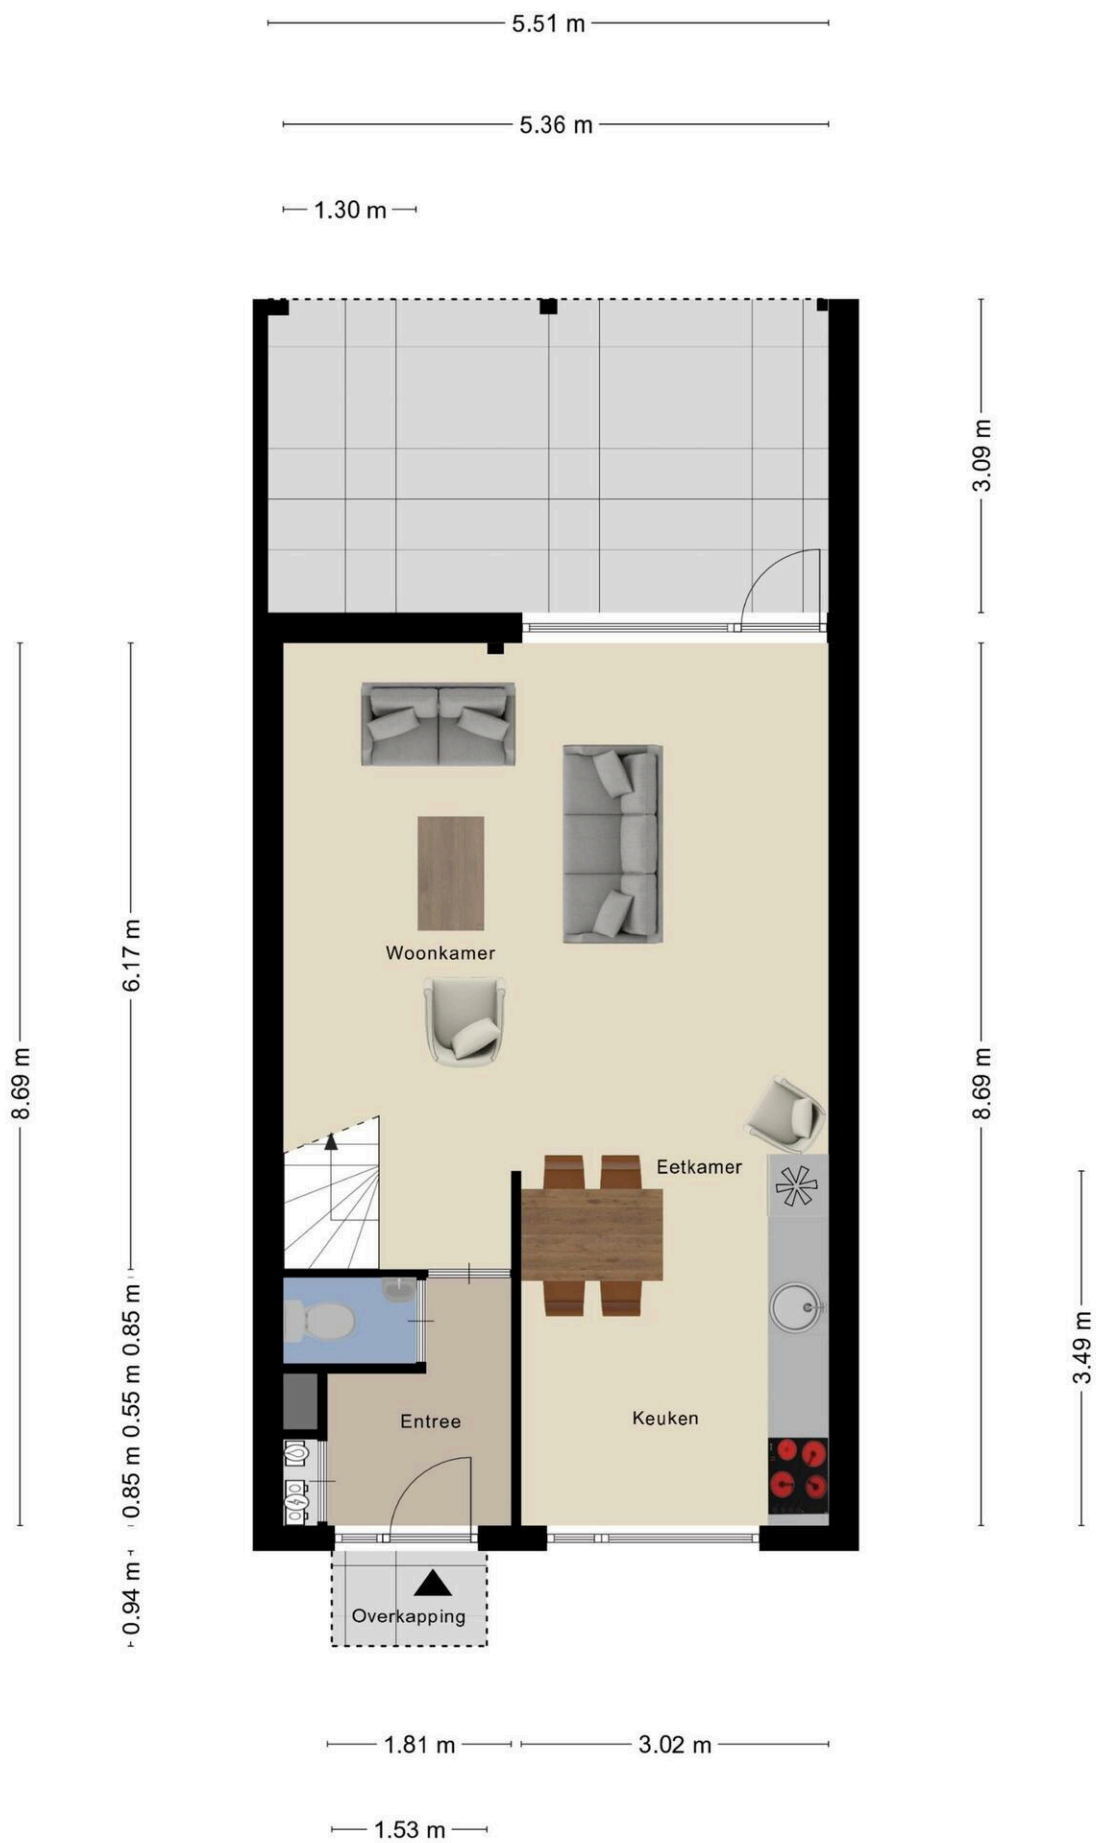 5.51 m
5.36 m
1.30 m
3.09 m
8.69 m
6.17 m
Woonkamer
8.69 m
Eetkamer
3.49 m
0.85 m
0.55 m
0.85 m
Entree
Keuken
0.94 m
Overkapping
1.81 m
3.02 m
1.53 m